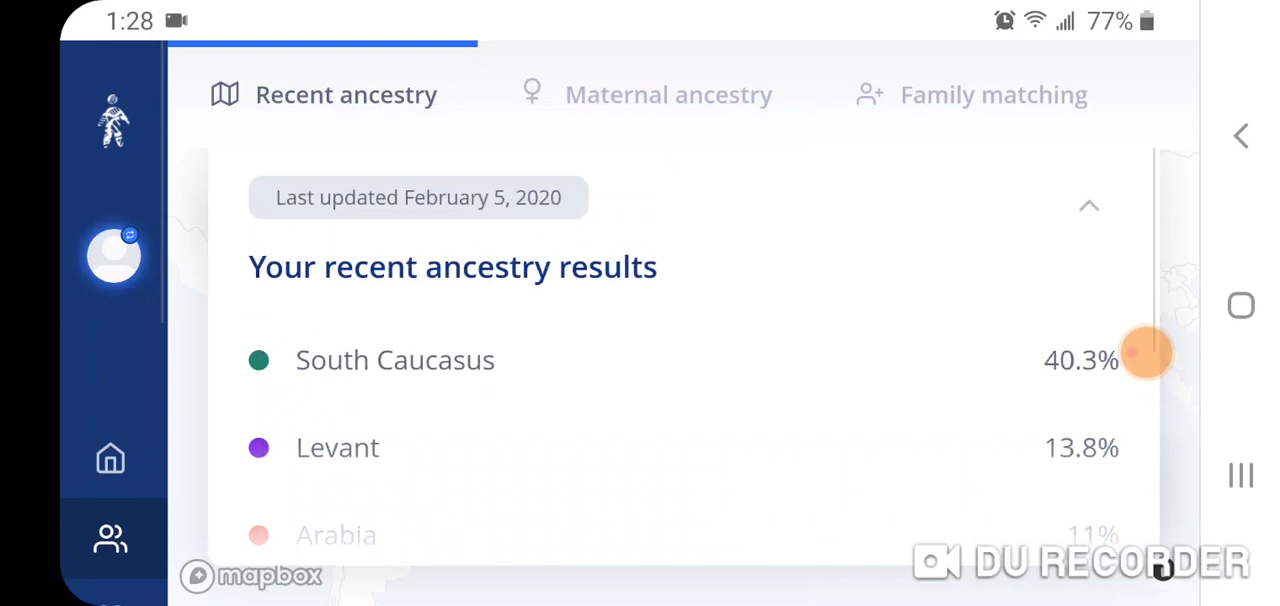 1:28
77%
Recent ancestry
Maternal ancestry
Family matching
Last updated February 5, 2020
Your recent ancestry results
South Caucasus 40.3%
Levant 13.8%
Arabia 11%
mapbox
DU RECORDER